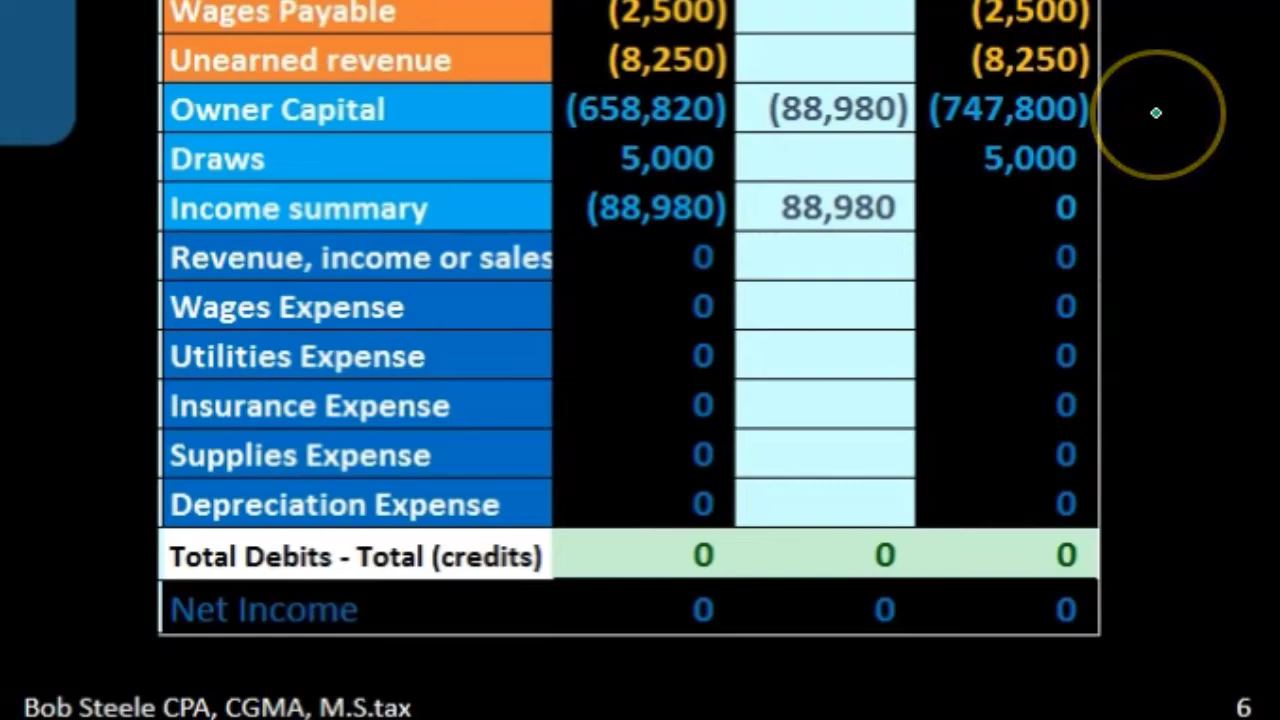 Wages Payable (2,500) (2,500)
Unearned revenue (8,250) (8,250)
Owner Capital (658,820) (88,980) (747,800)
Draws 5,000 5,000
Income summary (88,980) 88,980 0
Revenue, income or sales 0 0
Wages Expense 0 0
Utilities Expense 0 0
Insurance Expense 0 0
Supplies Expense 0 0
Depreciation Expense 0 0
Total Debits - Total (credits) 0 0 0
Net Income 0 0 0
Bob Steele CPA, CGMA, M.S.tax 6